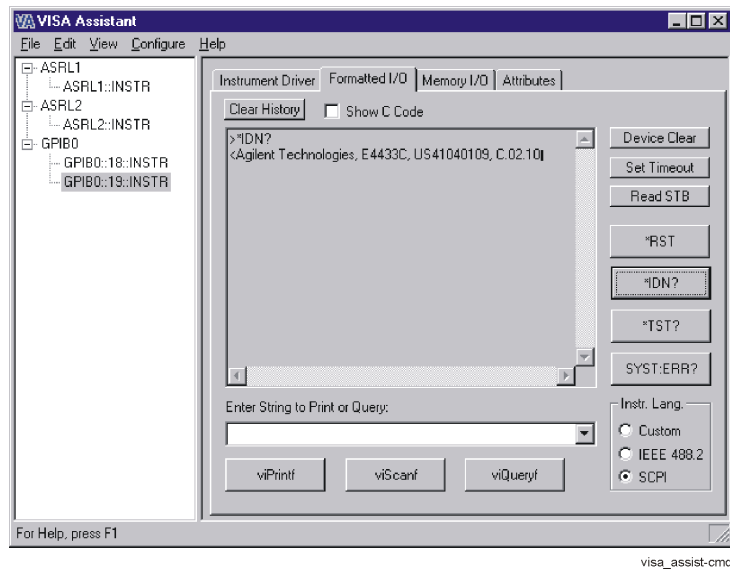 VISA Assistant
File Edit View Configure Help
ASRL1
ASRL1::INSTR
ASRL2
ASRL2::INSTR
GPIB0
GPIB0::18::INSTR
GPIB0::19::INSTR
Instrument Driver Formatted I/O Memory I/O Attributes
Clear History Show C Code
>*IDN?
<Agilent Technologies, E4433C, US41040109, C.02.10
Device Clear
Set Timeout
Read STB
*RST
*IDN?
*TST?
SYST:ERR?
Enter String to Print or Query:
viPrintf viScanf viQueryf
Instr. Lang.
Custom
IEEE 488.2
SCPI
For Help, press F1
visa_assist-cmd